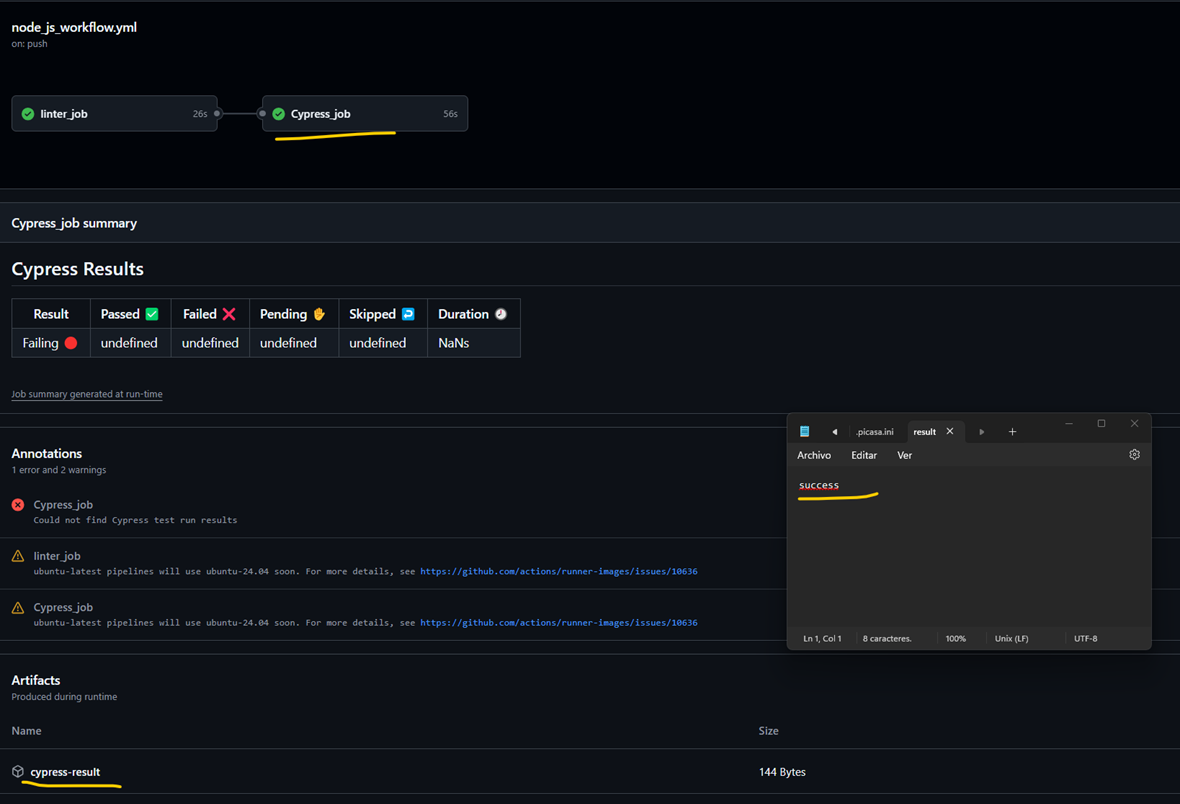 node_js_workflow.yml
on: push
linter_job 26s
Cypress_job 56s
Cypress_job summary
Cypress Results
Result Passed ✅ Failed ❌ Pending ✋ Skipped ↩️ Duration 🕗
Failing 🔴 undefined undefined undefined undefined NaNs
Job summary generated at run-time
Annotations
1 error and 2 warnings
Cypress_job
Could not find Cypress test run results
linter_job
ubuntu-latest pipelines will use ubuntu-24.04 soon. For more details, see https://github.com/actions/runner-images/issues/10636
Cypress_job
ubuntu-latest pipelines will use ubuntu-24.04 soon. For more details, see https://github.com/actions/runner-images/issues/10636
.picasa.ini result
Archivo Editar Ver
success
Ln 1, Col 1 8 caracteres. 100% Unix (LF) UTF-8
Artifacts
Produced during runtime
Name Size
cypress-result 144 Bytes